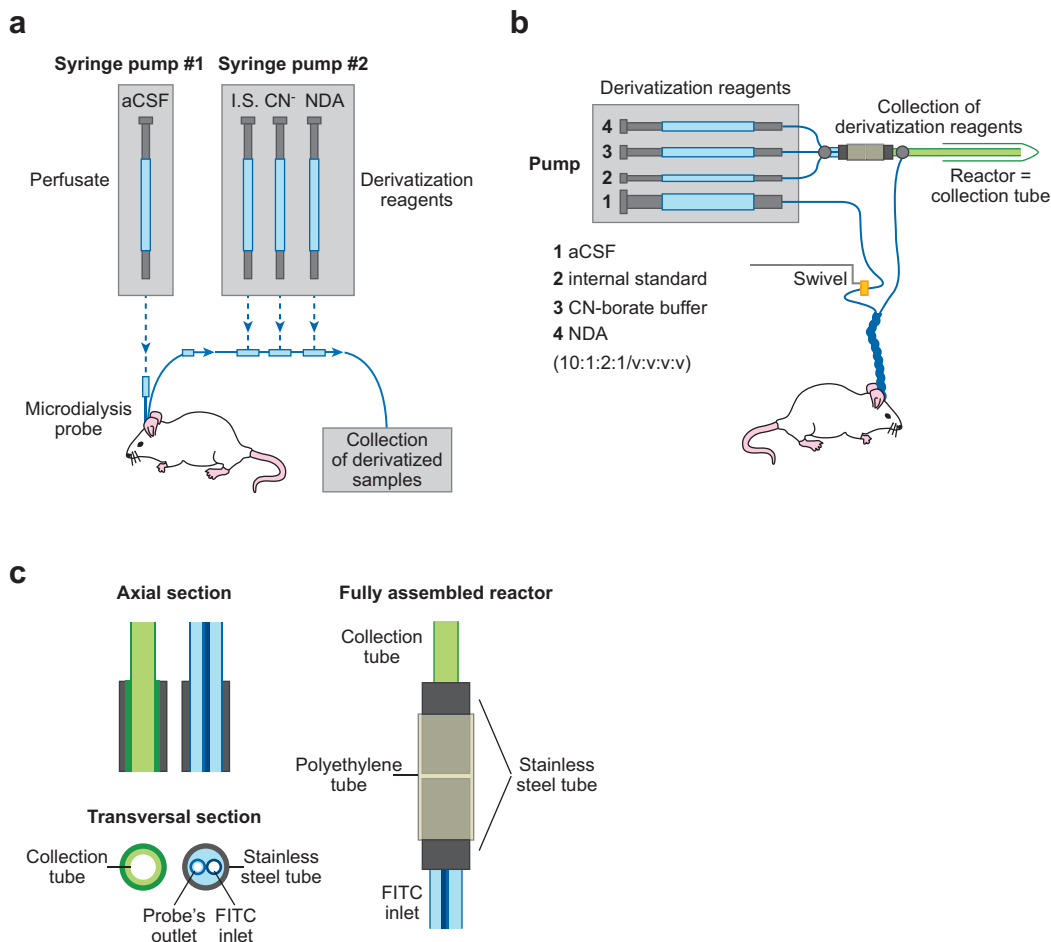 a
Syringe pump #1
Syringe pump #2
aCSF
I.S. CN- NDA
Perfusate
Derivatization
reagents
Microdialysis
probe
Collection
of derivatized
samples
b
Derivatization reagents
Collection of
derivatization reagents
Pump
4
3
2
1
Reactor =
collection tube
1 aCSF
2 internal standard
3 CN-borate buffer
4 NDA
(10:1:2:1/v:v:v:v)
Swivel
c
Axial section
Fully assembled reactor
Collection
tube
Polyethylene
tube
Stainless
steel tube
FITC
inlet
Transversal section
Collection
tube
Stainless
steel tube
Probe's
outlet
FITC
inlet